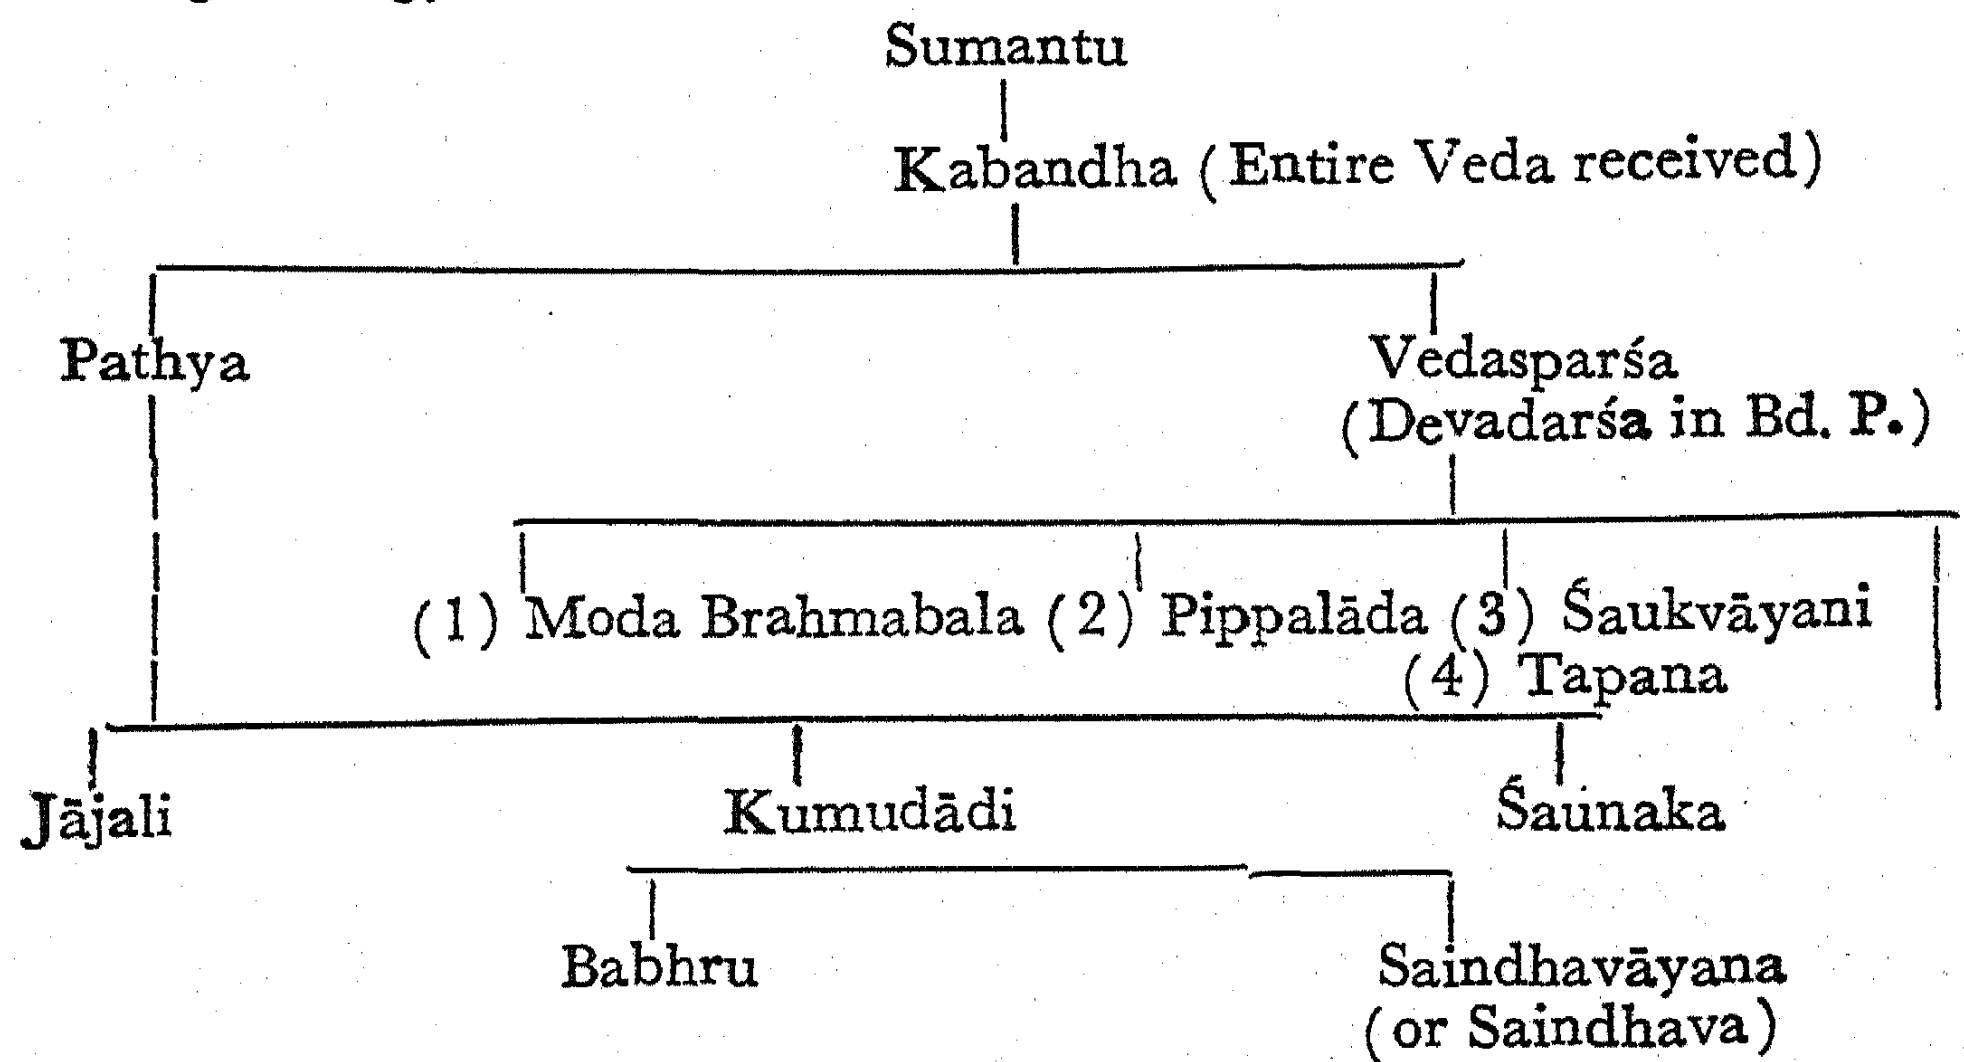 Sumantu
Kabandha (Entire Veda received)
Pathya
Vedasparśa
(Devadarśa in Bd. P.)
(1) Moda Brahmabala (2) Pippalāda (3) Śaukvāyani
(4) Tapana
Jājali Kumudādi Śaunaka
Babhru Saindhavāyana
(or Saindhava)